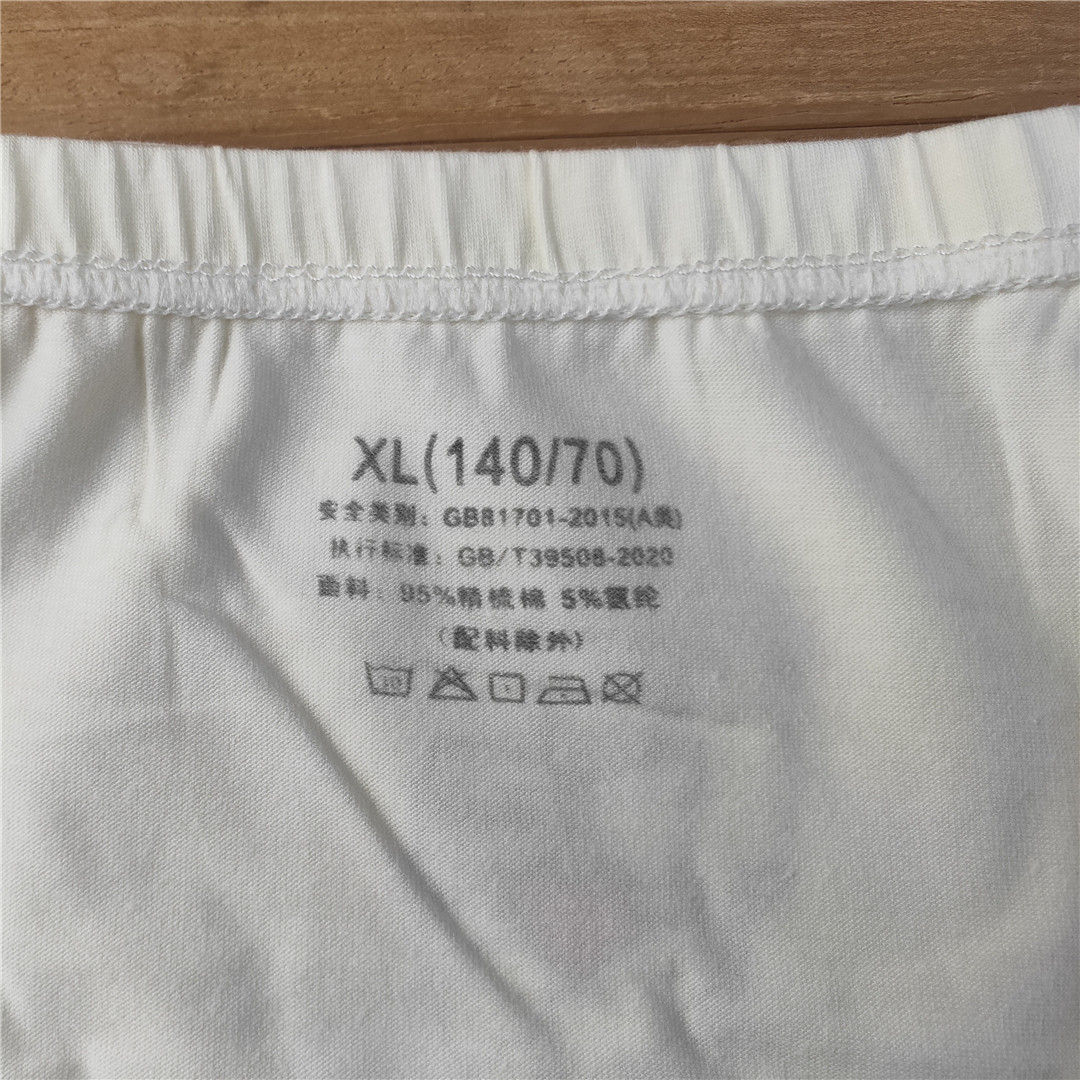 XL(140/70)
安全类别：GB31701-2015(A类)
执行标准：GB/T39508-2020
面料：95%精梳棉 5%氨纶
(配料除外)